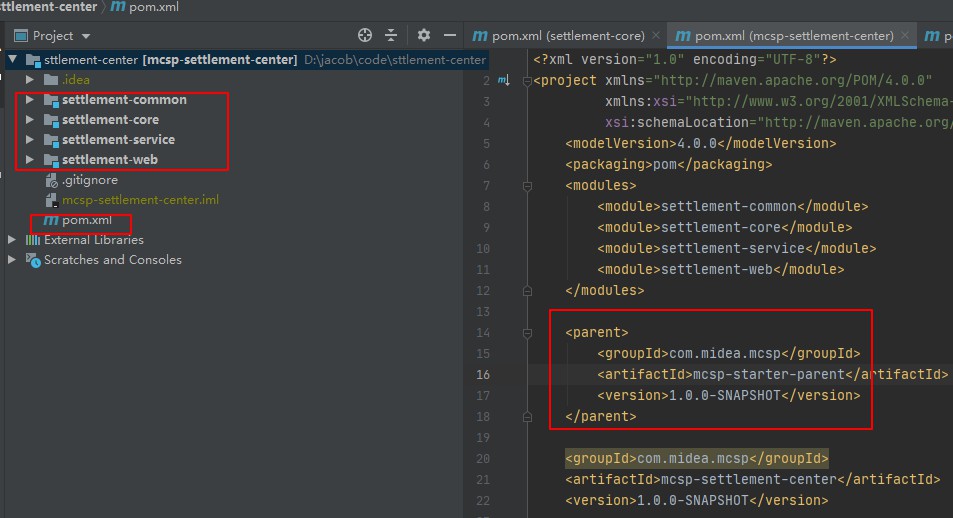 ttlement-center > pom.xml
Project
sttlement-center [mcsp-settlement-center] D:\jacob\code\sttlement-center
.idea
settlement-common
settlement-core
settlement-service
settlement-web
.gitignore
mcsp-settlement-center.iml
pom.xml
External Libraries
Scratches and Consoles
pom.xml (settlement-core) × pom.xml (mcsp-settlement-center) × p
<?xml version="1.0" encoding="UTF-8"?>
2 <project xmlns="http://maven.apache.org/POM/4.0.0"
3 xmlns:xsi="http://www.w3.org/2001/XMLSchema-
4 xsi:schemaLocation="http://maven.apache.org/
5 <modelVersion>4.0.0</modelVersion>
6 <packaging>pom</packaging>
7 <modules>
8 <module>settlement-common</module>
9 <module>settlement-core</module>
10 <module>settlement-service</module>
11 <module>settlement-web</module>
12 </modules>
13
14 <parent>
15 <groupId>com.midea.mcsp</groupId>
16 <artifactId>mcsp-starter-parent</artifactId>
17 <version>1.0.0-SNAPSHOT</version>
18 </parent>
19
20 <groupId>com.midea.mcsp</groupId>
21 <artifactId>mcsp-settlement-center</artifactId>
22 <version>1.0.0-SNAPSHOT</version>